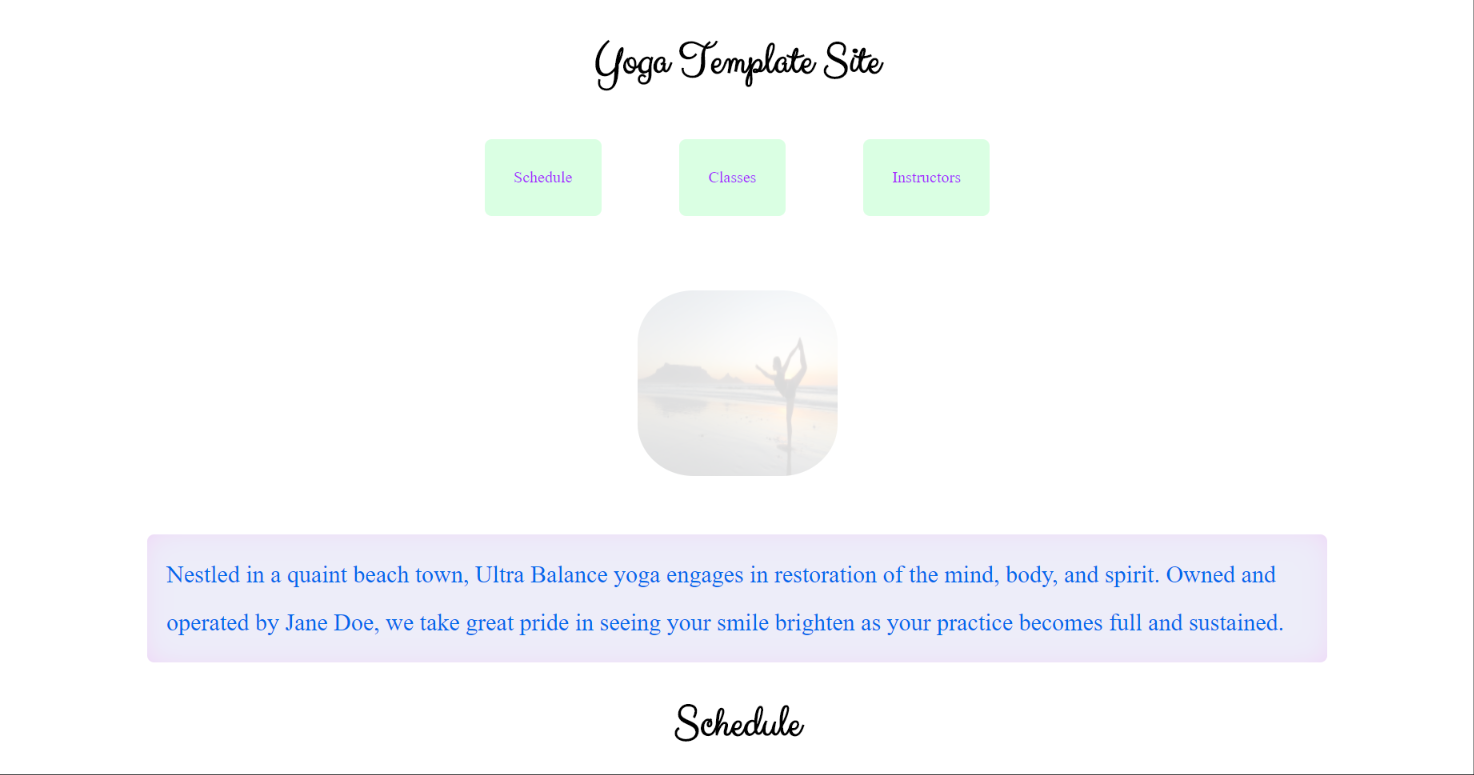 Yoga Template Site
Schedule
Classes
Instructors
Nestled in a quaint beach town, Ultra Balance yoga engages in restoration of the mind, body, and spirit. Owned and
operated by Jane Doe, we take great pride in seeing your smile brighten as your practice becomes full and sustained.
Schedule